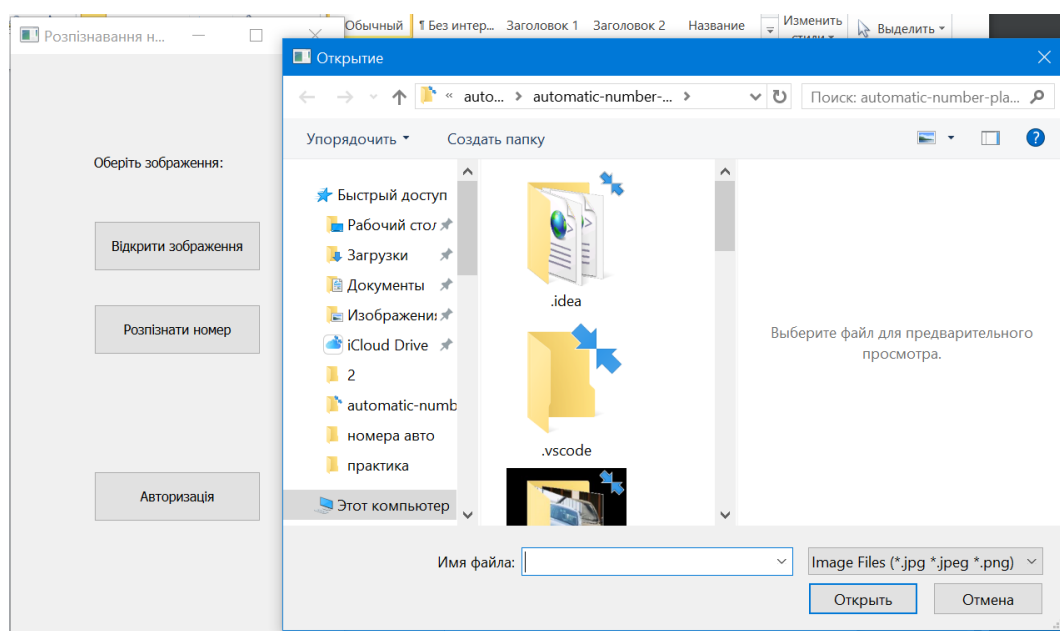 Обычный ¶ Без интер... Заголовок 1 Заголовок 2 Название Изменить стили Выделить
Розпізнавання н...
Открытие
« auto... > automatic-number-... >
Поиск: automatic-number-pla...
Упорядочить Создать папку
Оберіть зображення:
Відкрити зображення
Розпізнати номер
Авторизація
Быстрый доступ
Рабочий стол
Загрузки
Документы
Изображения
iCloud Drive
2
automatic-numb
номера авто
практика
Этот компьютер
.idea
.vscode
Выберите файл для предварительного
просмотра.
Имя файла:
Image Files (*.jpg *.jpeg *.png)
Открыть Отмена